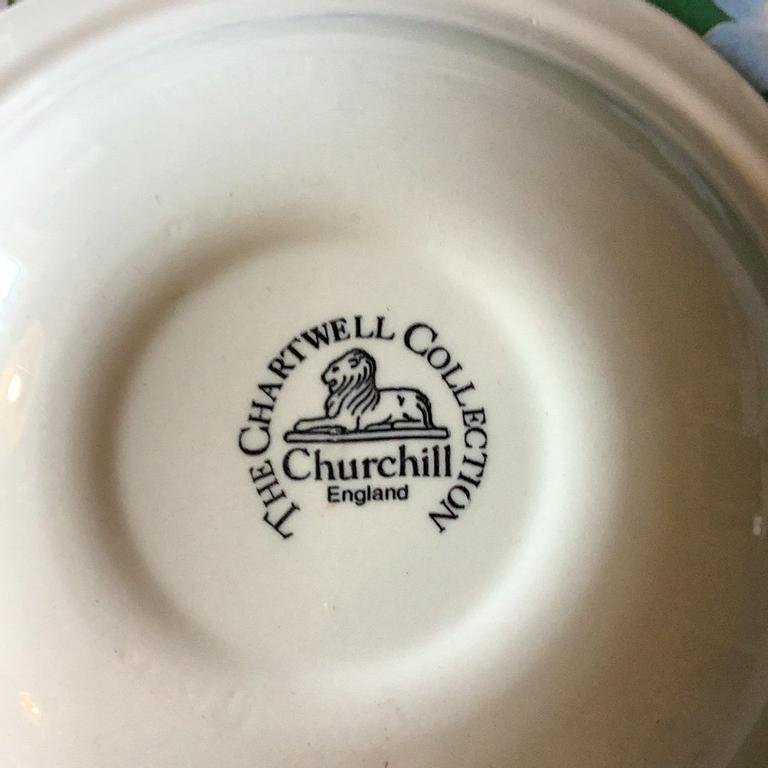 THE CHARTWELL COLLECTION
Churchill
England